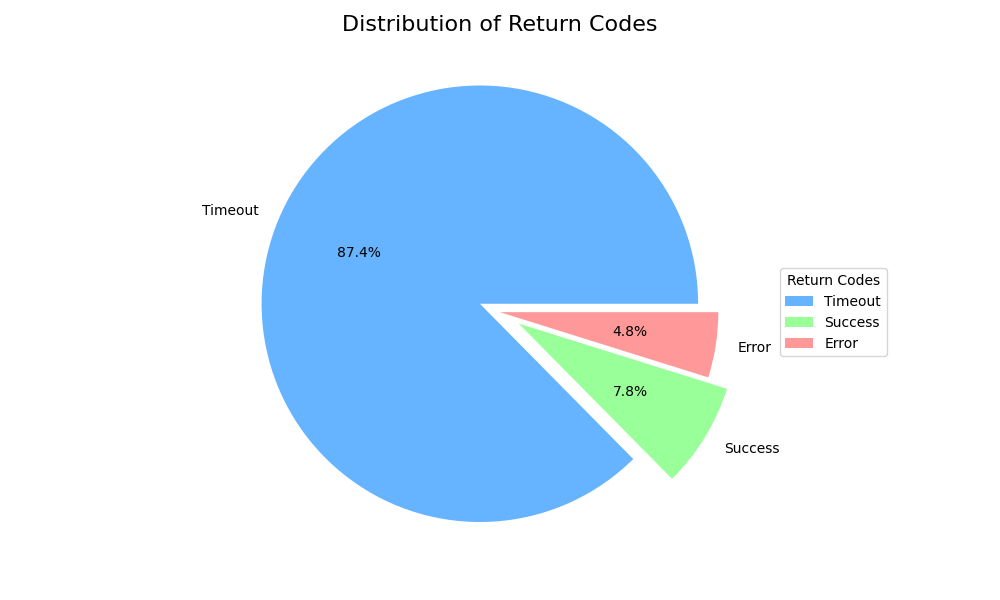 Distribution of Return Codes
Timeout
87.4%
Return Codes
Timeout
Success
Error
4.8%
Error
7.8%
Success